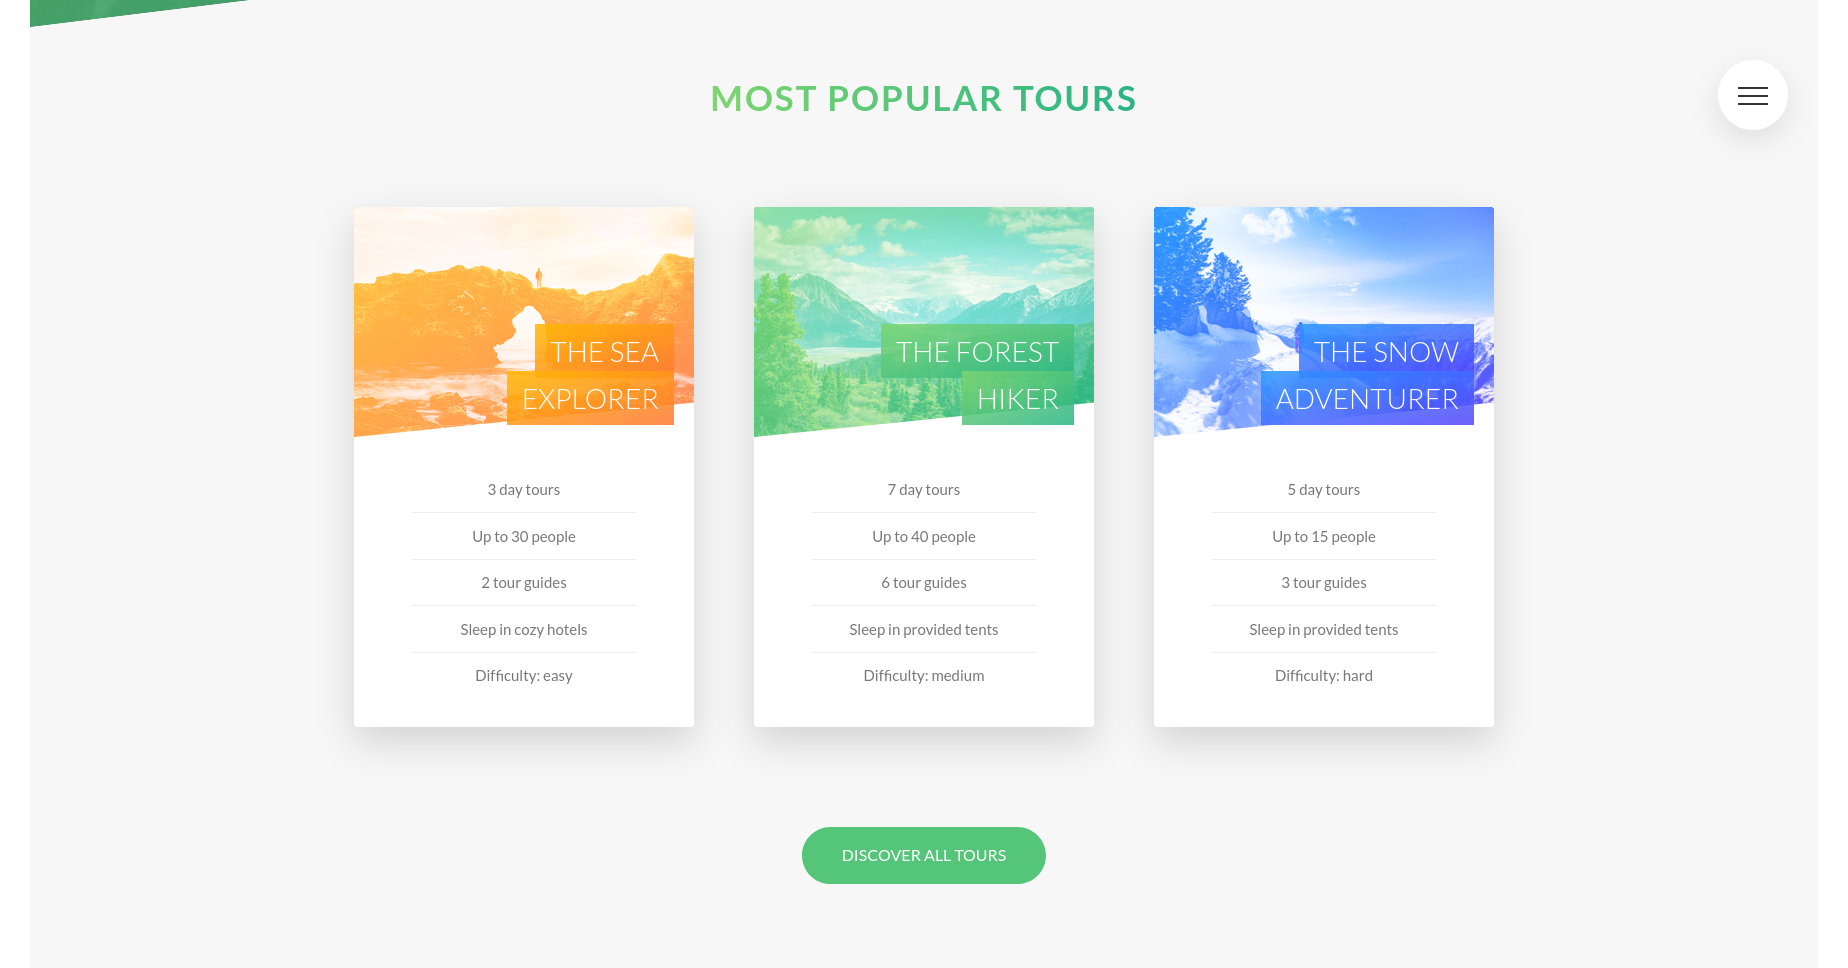 MOST POPULAR TOURS
THE SEA
EXPLORER
3 day tours
Up to 30 people
2 tour guides
Sleep in cozy hotels
Difficulty: easy
THE FOREST
HIKER
7 day tours
Up to 40 people
6 tour guides
Sleep in provided tents
Difficulty: medium
THE SNOW
ADVENTURER
5 day tours
Up to 15 people
3 tour guides
Sleep in provided tents
Difficulty: hard
DISCOVER ALL TOURS